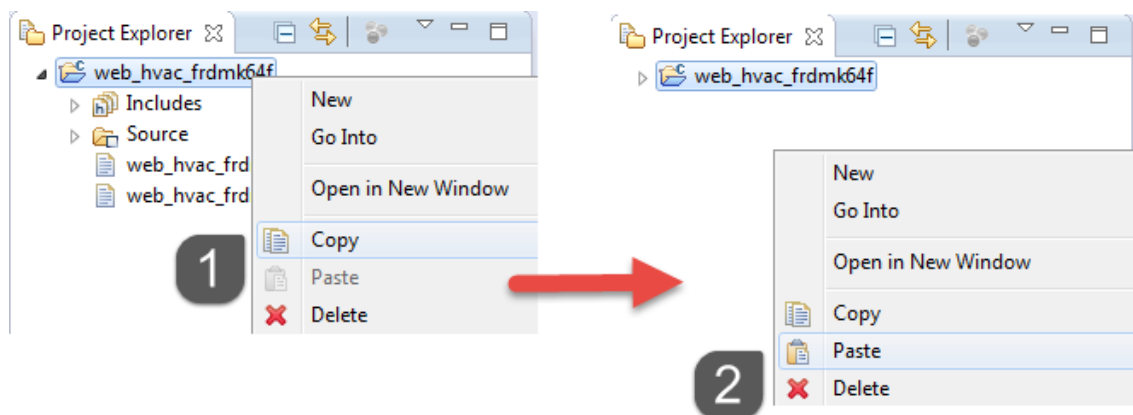 Project Explorer
web_hvac_frdmk64f
Includes
Source
web_hvac_frd
web_hvac_frd
New
Go Into
Open in New Window
Copy
Paste
Delete
1
Project Explorer
web_hvac_frdmk64f
New
Go Into
Open in New Window
Copy
Paste
Delete
2